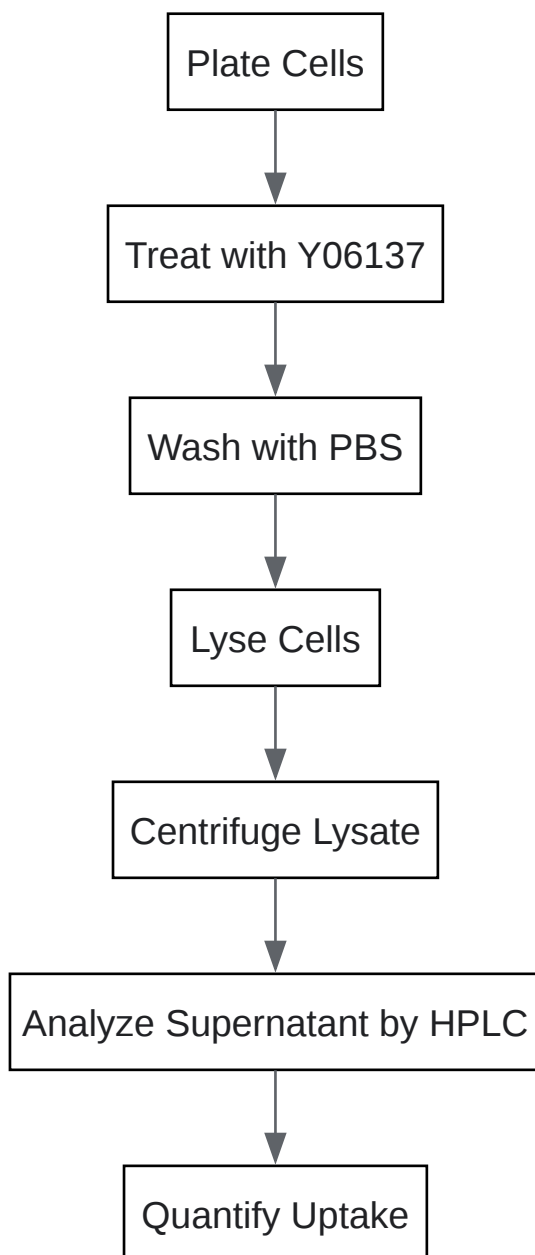 Plate Cells
Treat with Y06137
Wash with PBS
Lyse Cells
Centrifuge Lysate
Analyze Supernatant by HPLC
Quantify Uptake